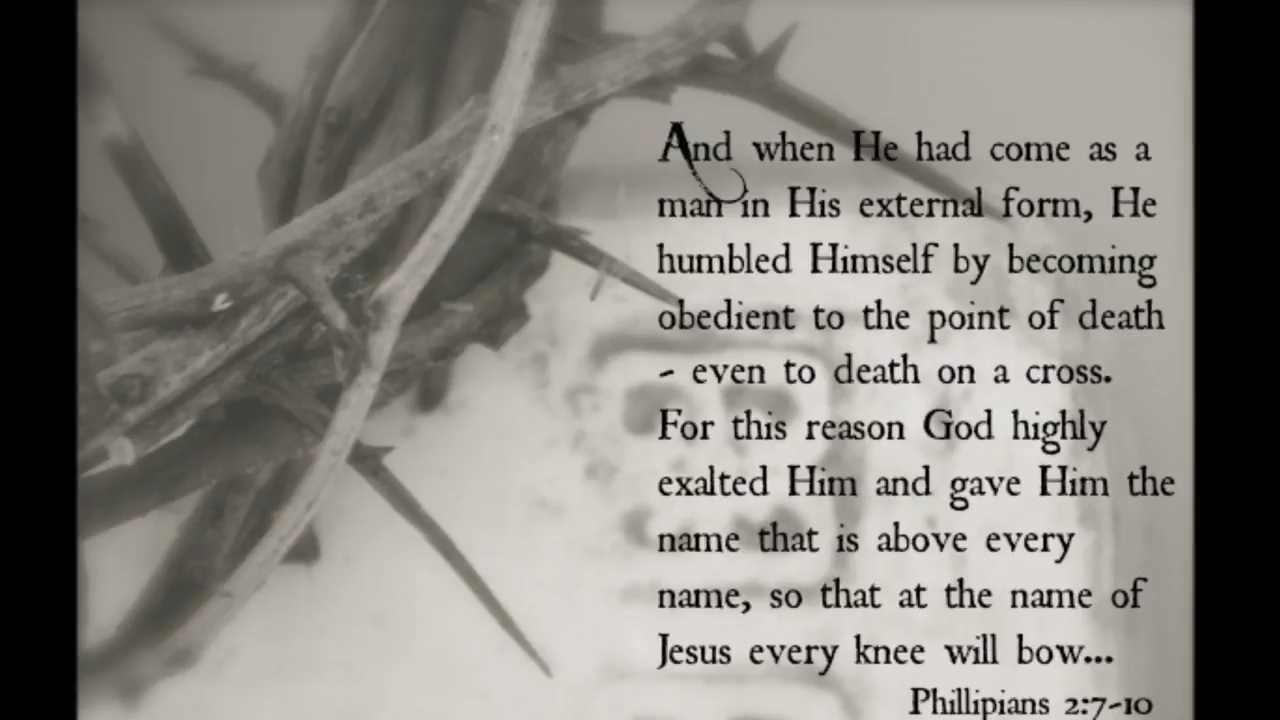 And when He had come as a
man in His external form, He
humbled Himself by becoming
obedient to the point of death
- even to death on a cross.
For this reason God highly
exalted Him and gave Him the
name that is above every
name, so that at the name of
Jesus every knee will bow...
Phillipians 2:7-10